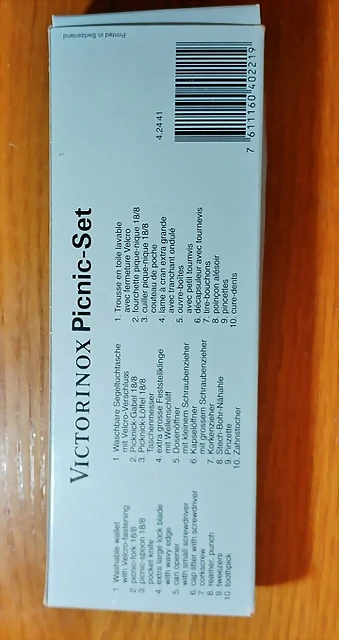 VICTORINOX Picnic-Set
1. Washable wallet
with Velcro-fastening
2. picnic-fork 18/8
3. picnic-spoon 18/8
pocket knife
4. extra large lock blade
with wavy edge
5. can opener
with small screwdriver
6. cap lifter with screwdriver
7. corkscrew
8. reamer, punch
9. tweezers
10. toothpick
1. Waschbare Segeltuchtasche
mit Velcro-Verschluss
2. Picknick-Gabel 18/8
3. Picknick-Löffel 18/8
Taschenmesser
4. extra grosse Feststellklinge
mit Wellenschliff
5. Dosenöffner
mit kleinem Schraubenzieher
6. Kapselöffner
mit grossem Schraubenzieher
7. Korkenzieher
8. Stech-Bohr-Nähahle
9. Pinzette
10. Zahnstocher
1. Trousse en toile lavable
avec fermeture Velcro
2. fourchette pique-nique 18/8
3. cuiller pique-nique 18/8
couteau de poche
4. lame à cran extra grande
avec tranchant ondulé
5. ouvre-boîtes
avec petit tournvis
6. décapsuleur avec tournevis
7. tire-bouchons
8. poinçon alésoir
9. pincettes
10. cure-dents
4.24 41
7 611160 402219
Printed in Switzerland